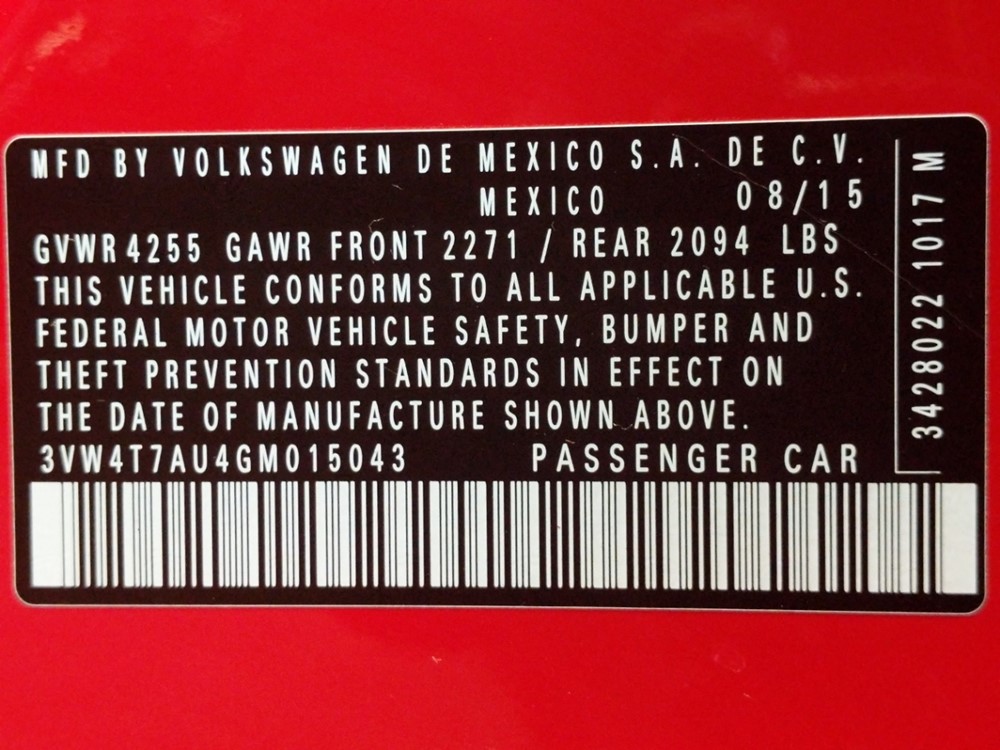 MFD BY VOLKSWAGEN DE MEXICO S.A. DE C.V.
MEXICO 08/15
GVWR 4255 GAWR FRONT 2271 / REAR 2094 LBS
THIS VEHICLE CONFORMS TO ALL APPLICABLE U.S.
FEDERAL MOTOR VEHICLE SAFETY, BUMPER AND
THEFT PREVENTION STANDARDS IN EFFECT ON
THE DATE OF MANUFACTURE SHOWN ABOVE.
3VW4T7AU4GM015043 PASSENGER CAR
3428022 1017 M